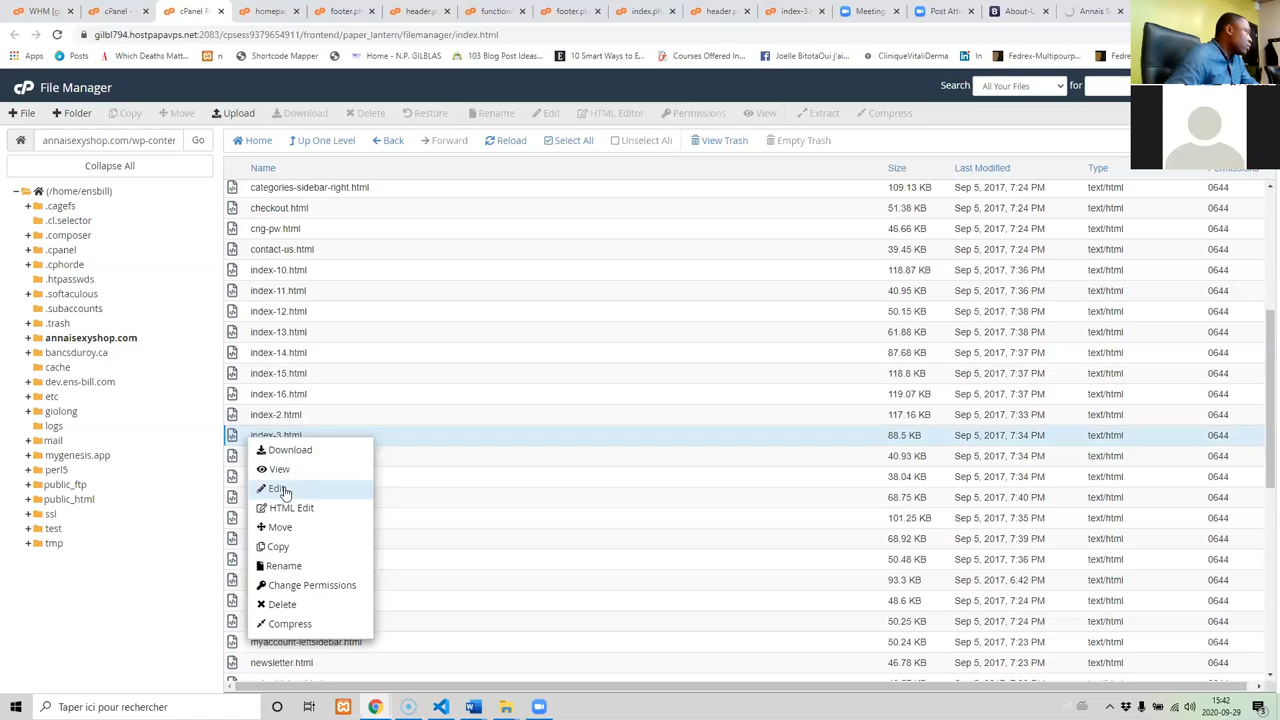 WHM [g
cPanel -
cPanel F
homepag
footer.ph
header.p
function
footer.ph
index.ph
header.p
index-3.
Meeting
Post Atte
About-U
Annais Se
gilbl794.hostpapavps.net:2083/cpsess9379654911/frontend/paper_lantern/filemanager/index.html
Apps
Posts
Which Deaths Matt...
n
Shortcode Mapper
Home - N.P. GILBLAS
103 Blog Post Ideas...
10 Smart Ways to E...
Courses Offered In...
Joelle BitotaOui j'ai...
CliniqueVitaliDerma
In
Fedrex-Multipourp...
File Manager
Search All Your Files for
File
Folder
Copy
Move
Upload
Download
Delete
Restore
Rename
Edit
HTML Editor
Permissions
View
Extract
Compress
annaisexyshop.com/wp-conter Go
Home
Up One Level
Back
Forward
Reload
Select All
Unselect All
View Trash
Empty Trash
Collapse All
(/home/ensbill)
.cagefs
.cl.selector
.composer
.cpanel
.cphorde
.htpasswds
.softaculous
.subaccounts
.trash
annaisexyshop.com
bancsduroy.ca
cache
dev.ens-bill.com
etc
giolong
logs
mail
mygenesis.app
perl5
public_ftp
public_html
ssl
test
tmp
Name Size Last Modified Type
categories-sidebar-right.html 109.13 KB Sep 5, 2017, 7:24 PM text/html 0644
checkout.html 51.38 KB Sep 5, 2017, 7:24 PM text/html 0644
cng-pw.html 46.66 KB Sep 5, 2017, 7:24 PM text/html 0644
contact-us.html 39.45 KB Sep 5, 2017, 7:24 PM text/html 0644
index-10.html 118.87 KB Sep 5, 2017, 7:36 PM text/html 0644
index-11.html 40.95 KB Sep 5, 2017, 7:36 PM text/html 0644
index-12.html 50.15 KB Sep 5, 2017, 7:38 PM text/html 0644
index-13.html 61.88 KB Sep 5, 2017, 7:38 PM text/html 0644
index-14.html 87.68 KB Sep 5, 2017, 7:37 PM text/html 0644
index-15.html 118.8 KB Sep 5, 2017, 7:37 PM text/html 0644
index-16.html 119.07 KB Sep 5, 2017, 7:37 PM text/html 0644
index-2.html 117.16 KB Sep 5, 2017, 7:33 PM text/html 0644
index-3.html 88.5 KB Sep 5, 2017, 7:34 PM text/html 0644
40.93 KB Sep 5, 2017, 7:34 PM text/html 0644
38.04 KB Sep 5, 2017, 7:34 PM text/html 0644
68.75 KB Sep 5, 2017, 7:40 PM text/html 0644
101.25 KB Sep 5, 2017, 7:35 PM text/html 0644
68.92 KB Sep 5, 2017, 7:39 PM text/html 0644
50.48 KB Sep 5, 2017, 7:36 PM text/html 0644
93.3 KB Sep 5, 2017, 6:42 PM text/html 0644
48.6 KB Sep 5, 2017, 7:24 PM text/html 0644
50.25 KB Sep 5, 2017, 7:24 PM text/html 0644
myaccount-leftsidebar.html 50.24 KB Sep 5, 2017, 7:23 PM text/html 0644
newsletter.html 46.78 KB Sep 5, 2017, 7:23 PM text/html 0644
Download
View
Edit
HTML Edit
Move
Copy
Rename
Change Permissions
Delete
Compress
Taper ici pour rechercher
15:42
2020-09-29